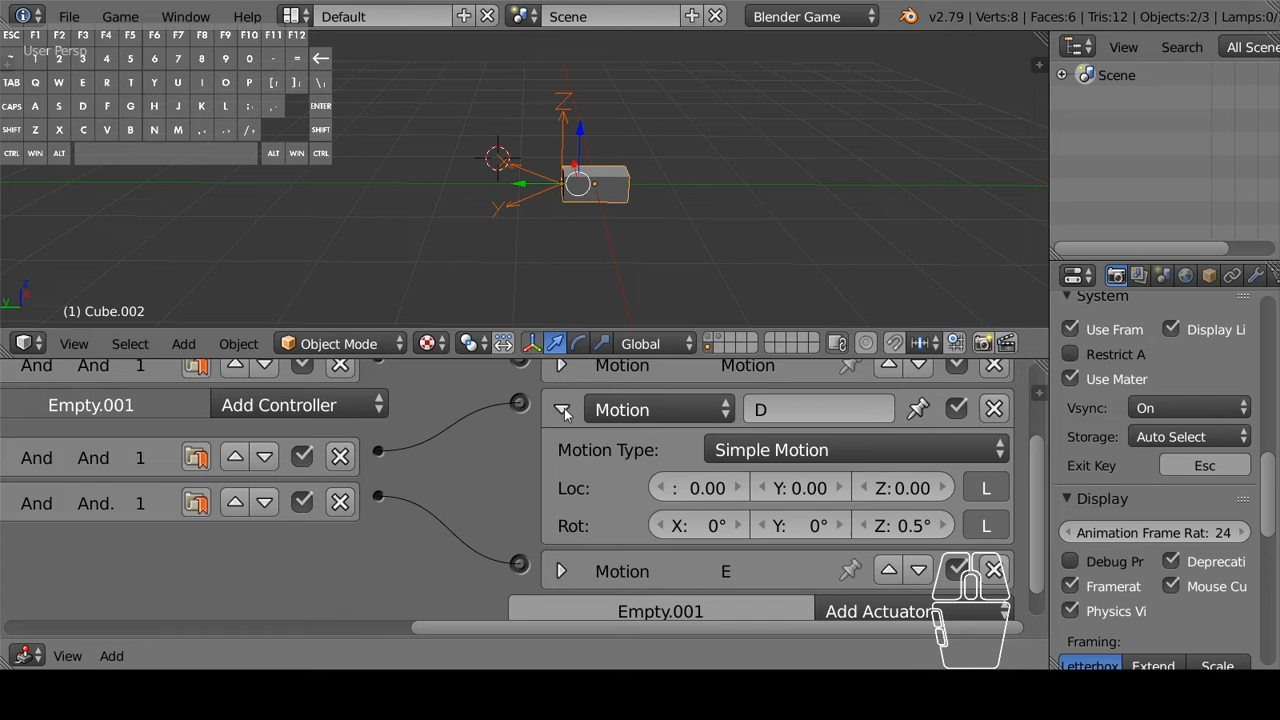 File Game Window Help Default Scene Blender Game v2.79 | Verts:8 | Faces:6 | Tris:12 | Objects:2/3 | Lamps:0/
ESC F1 F2 F3 F4 F5 F6 F7 F8 F9 F10 F11 F12
User Persp
~ 1 2 3 4 5 6 7 8 9 0 - =
TAB Q W E R T Y U I O P [ ] \
CAPS A S D F G H J K L ; ENTER
SHIFT Z X C V B N M , . / SHIFT
CTRL WIN ALT ALT WIN CTRL
View Search All Scene
Scene
Z
Y
z
y
(1) Cube.002
View Select Add Object Object Mode Global
System
Use Fram Display Li
Restrict A
Use Mater
Vsync: On
Storage: Auto Select
Exit Key Esc
Display
Animation Frame Rat: 24
Debug Pr Deprecati
Framerat Mouse Cu
Physics Vi
Framing:
Letterbox Extend Scale
And And 1 Motion Motion
Empty.001 Add Controller Motion D
Motion Type: Simple Motion
And And 1
Loc: : 0.00 Y: 0.00 Z: 0.00 L
And And. 1
Rot: X: 0° Y: 0° Z: 0.5° L
Motion E
Empty.001 Add Actuator
View Add